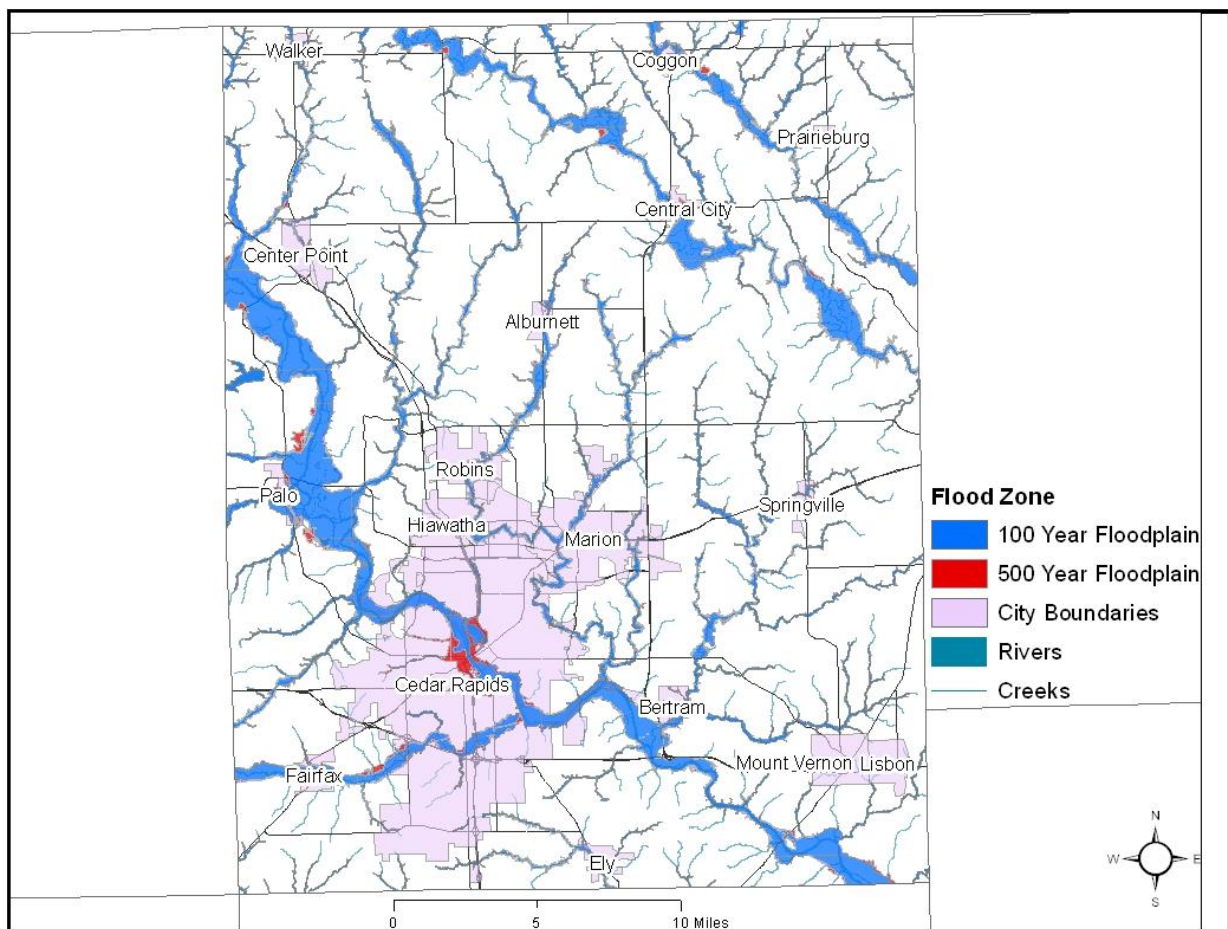 Walker
Coggon
Prairieburg
Central City
Center Point
Alburnett
Robins
Palo
Hiawatha
Marion
Springville
Cedar Rapids
Bertram
Fairfax
Mount Vernon
Lisbon
Ely
Flood Zone
100 Year Floodplain
500 Year Floodplain
City Boundaries
Rivers
Creeks
N
W
E
S
0 5 10 Miles